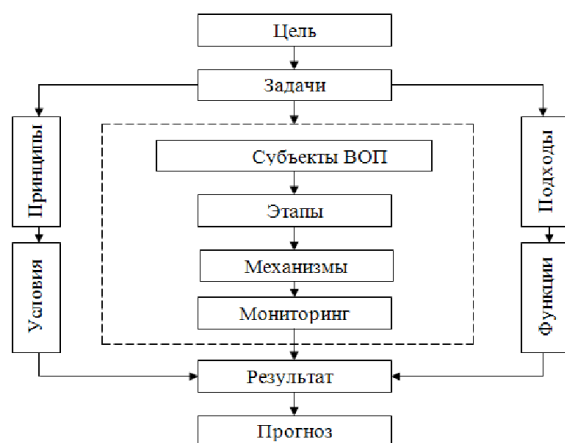 Цель
Задачи
Принципы
Подходы
Субъекты ВОП
Этапы
Механизмы
Мониторинг
Условия
Функции
Результат
Прогноз